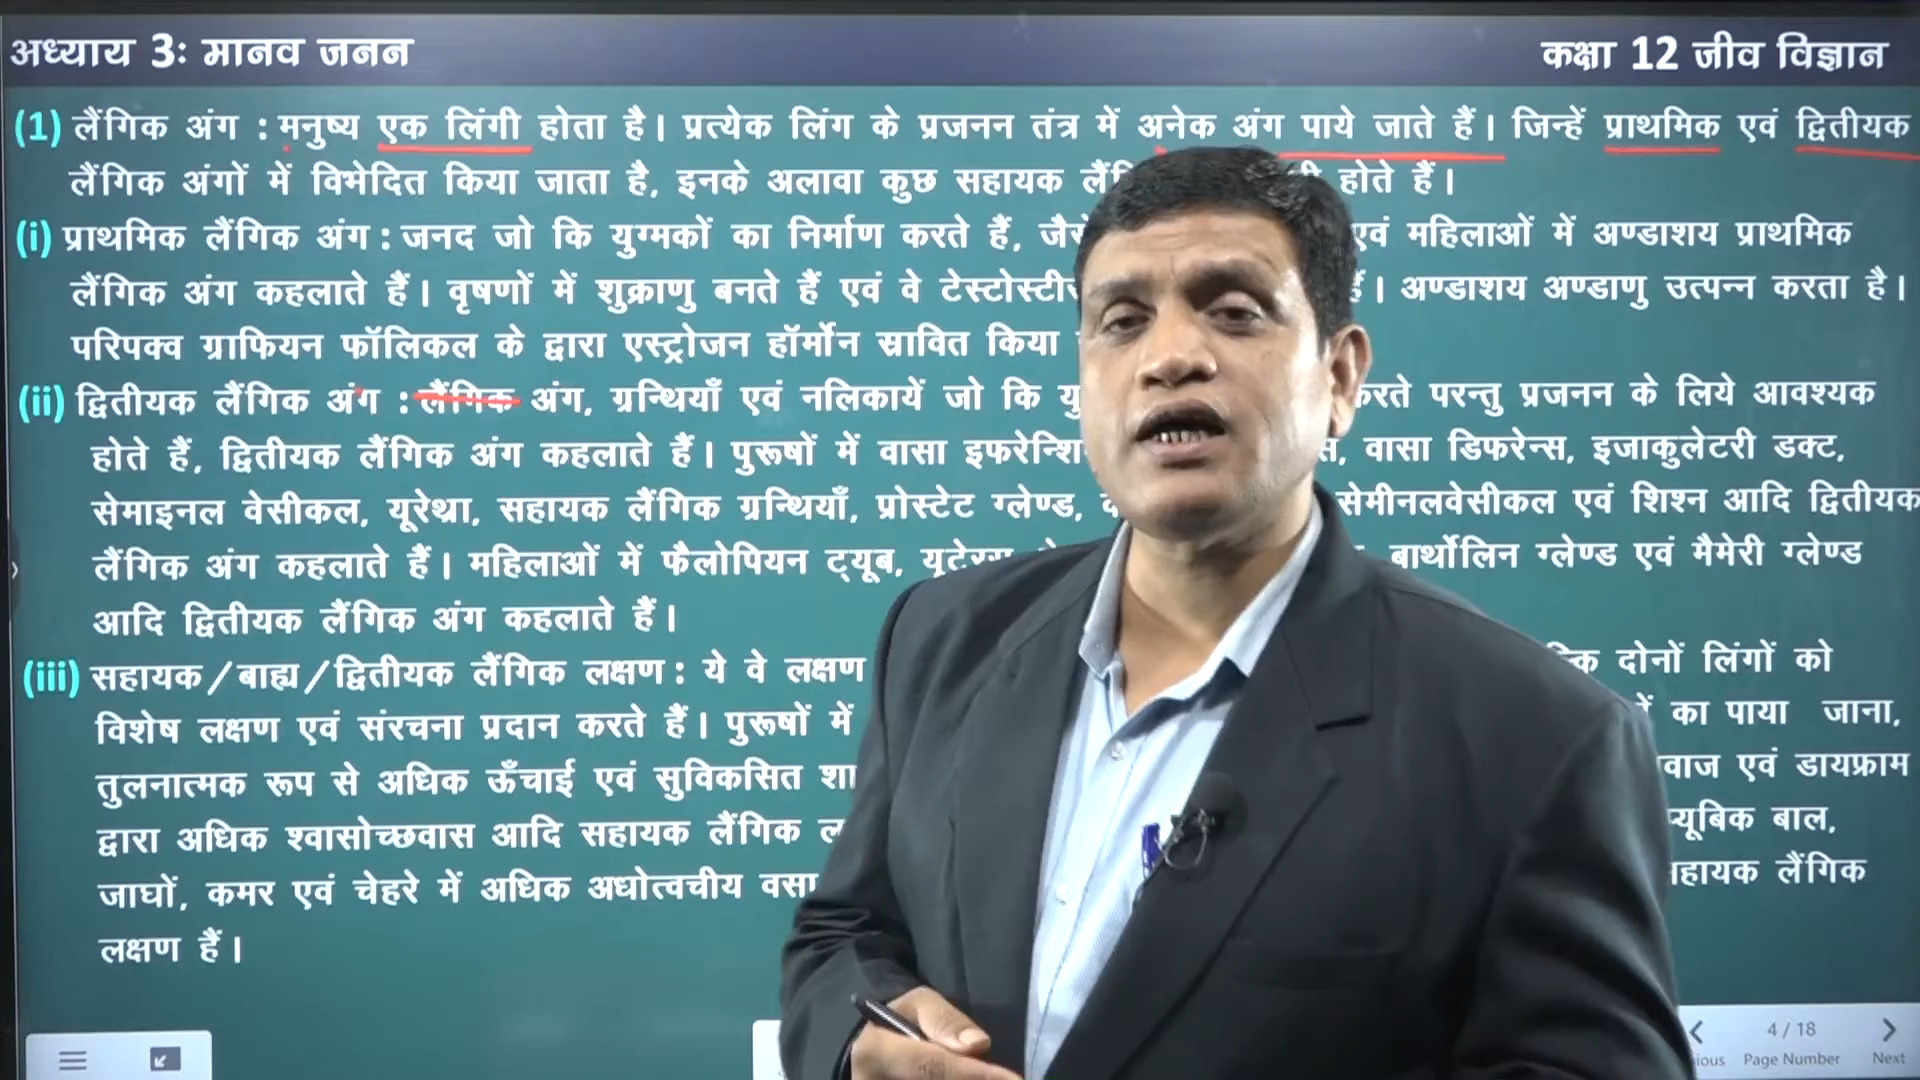 अध्याय 3: मानव जनन
कक्षा 12 जीव विज्ञान
(1) लैंगिक अंग : मनुष्य एक लिंगी होता है। प्रत्येक लिंग के प्रजनन तंत्र में अनेक अंग पाये जाते हैं। जिन्हें प्राथमिक एवं द्वितीयक
लैंगिक अंगों में विभेदित किया जाता है, इनके अलावा कुछ सहायक होते हैं।
(i) प्राथमिक लैंगिक अंग : जनद जो कि युग्मकों का निर्माण करते हैं, एवं महिलाओं में अण्डाशय प्राथमिक
लैंगिक अंग कहलाते हैं। वृषणों में शुक्राणु बनते हैं एवं वे हैं। अण्डाशय अण्डाणु उत्पन्न करता है।
परिपक्व ग्राफियन फॉलिकल के द्वारा एस्ट्रोजन हॉर्मोन स्रावित किया
(ii) द्वितीयक लैंगिक अंग : लैंगिक अंग, ग्रन्थियाँ एवं नलिकायें जो कि करते परन्तु प्रजनन के लिये आवश्यक
होते हैं, द्वितीयक लैंगिक अंग कहलाते हैं। पुरूषों में वासा वासा डिफरेन्स, इजाकुलेटरी डक्ट,
सेमाइनल वेसीकल, यूरेथ्रा, सहायक लैंगिक ग्रन्थियाँ, प्रोस्टेट ग्लेण्ड, सेमीनलवेसीकल एवं शिश्न आदि द्वितीयक
लैंगिक अंग कहलाते हैं। महिलाओं में फैलोपियन ट्यूब, बार्थोलिन ग्लेण्ड एवं मैमेरी ग्लेण्ड
आदि द्वितीयक लैंगिक अंग कहलाते हैं।
(iii) सहायक/बाह्य/द्वितीयक लैंगिक लक्षण : ये वे लक्षण दोनों लिंगों को
विशेष लक्षण एवं संरचना प्रदान करते हैं। पुरूषों में का पाया जाना,
तुलनात्मक रूप से अधिक ऊँचाई एवं सुविकसित एवं डायफ्राम
द्वारा अधिक श्वासोच्छवास आदि सहायक लैंगिक प्यूबिक बाल,
जाघों, कमर एवं चेहरे में अधिक अधोत्वचीय वसा सहायक लैंगिक
लक्षण हैं।
4 / 18
Page Number Next